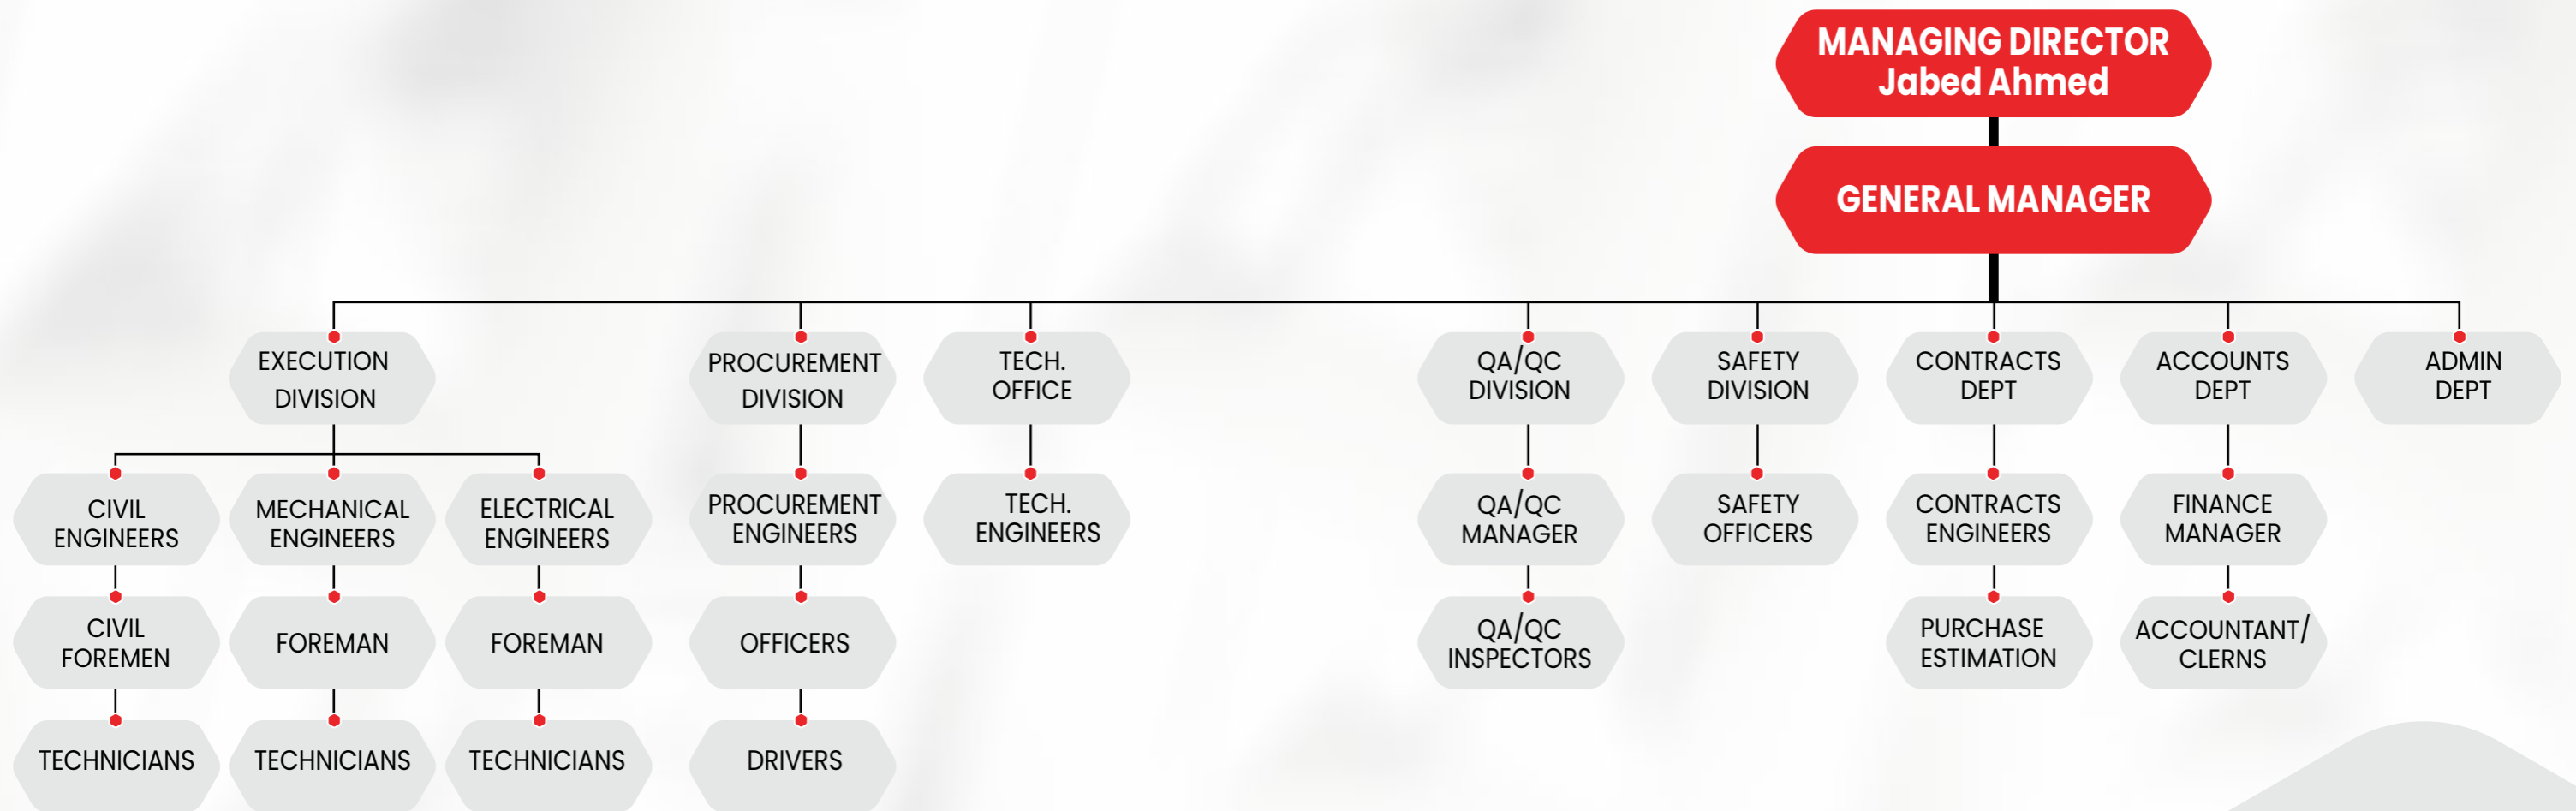 MANAGING DIRECTOR
Jabed Ahmed
GENERAL MANAGER
EXECUTION
DIVISION
PROCUREMENT
DIVISION
TECH.
OFFICE
QA/QC
DIVISION
SAFETY
DIVISION
CONTRACTS
DEPT
ACCOUNTS
DEPT
ADMIN
DEPT
CIVIL
ENGINEERS
MECHANICAL
ENGINEERS
ELECTRICAL
ENGINEERS
PROCUREMENT
ENGINEERS
TECH.
ENGINEERS
QA/QC
MANAGER
SAFETY
OFFICERS
CONTRACTS
ENGINEERS
FINANCE
MANAGER
CIVIL
FOREMEN
FOREMAN
FOREMAN
OFFICERS
QA/QC
INSPECTORS
PURCHASE
ESTIMATION
ACCOUNTANT/
CLERNS
TECHNICIANS
TECHNICIANS
TECHNICIANS
DRIVERS